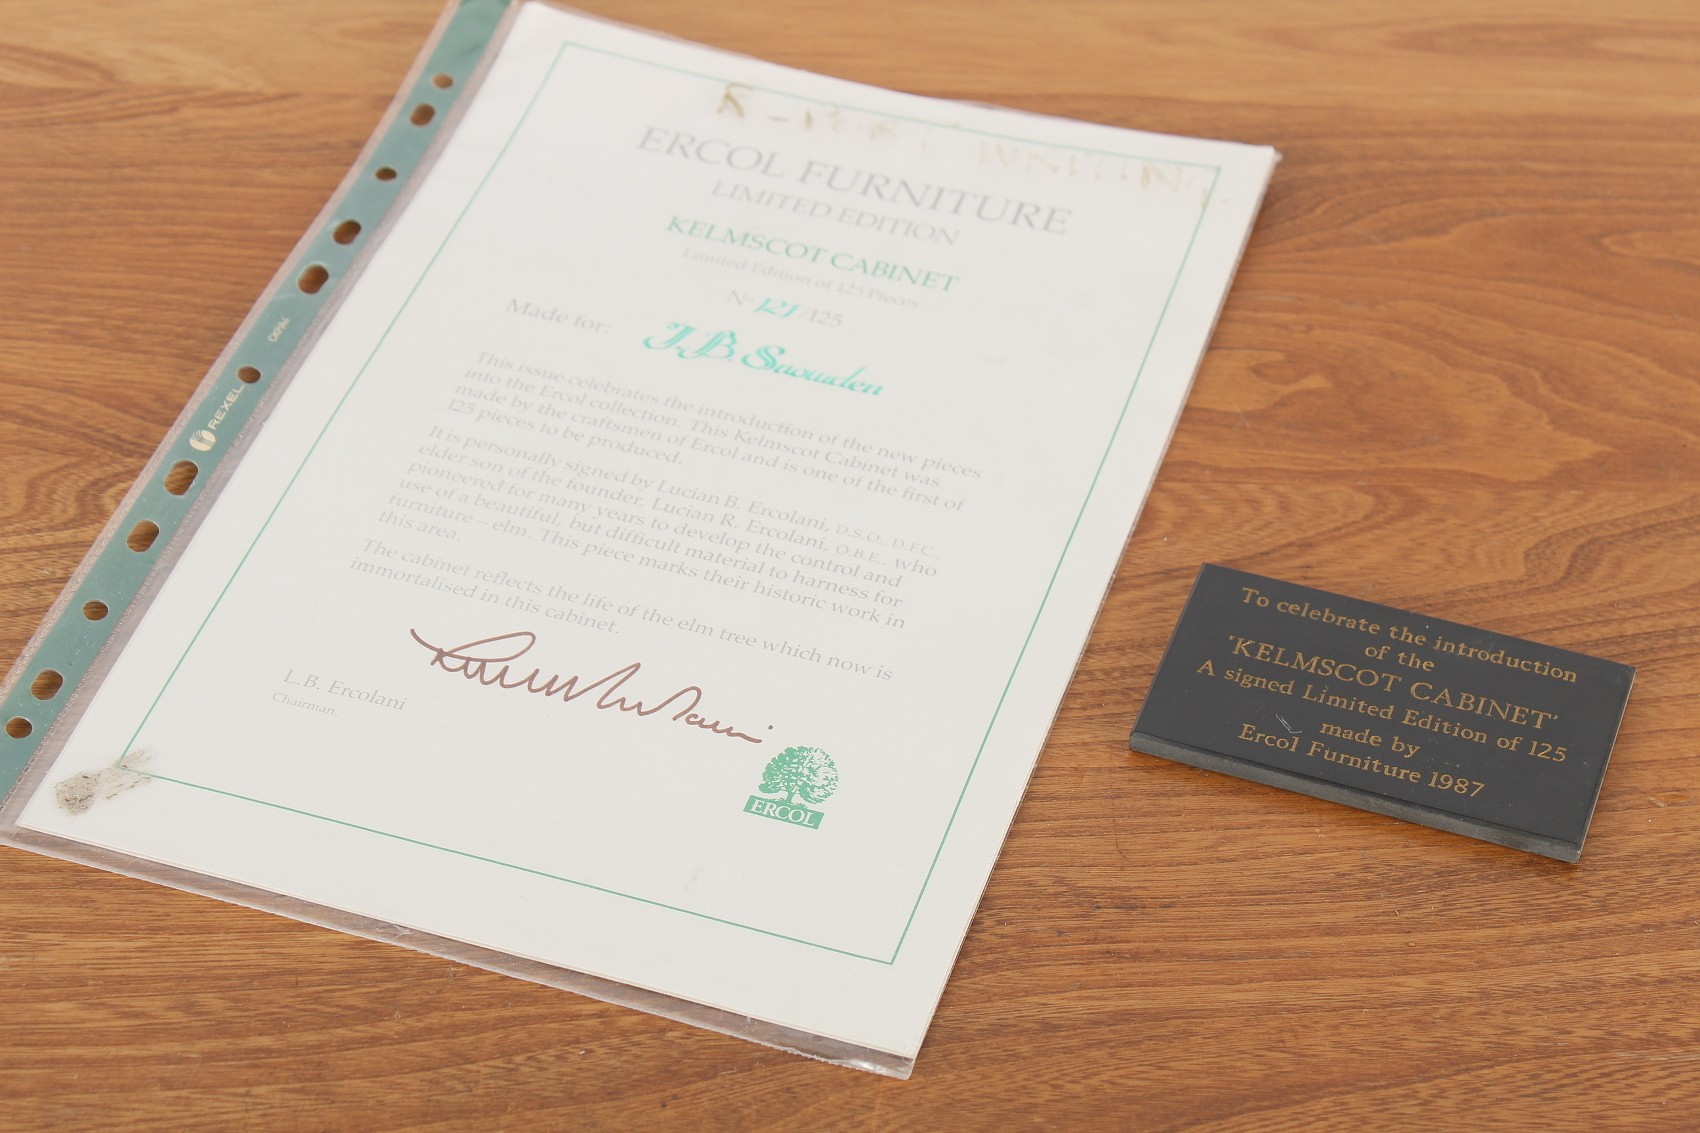 ERCOL FURNITURE
LIMITED EDITION
KELMSCOT CABINET
Limited Edition of 125 Pieces
No 121 /125
Made for: J.B. Snowden
This issue celebrates the introduction of the new pieces
into the Ercol collection. This Kelmscot Cabinet was
made by the craftsmen of Ercol and is one of the first of
125 pieces to be produced.
It is personally signed by Lucian B. Ercolani, D.S.O., D.F.C.,
elder son of the founder, Lucian R. Ercolani, O.B.E., who
pioneered for many years to develop the control and
use of a beautiful, but difficult material to harness for
furniture – elm. This piece marks their historic work in
this area.
The cabinet reflects the life of the elm tree which now is
immortalised in this cabinet.
L.B. Ercolani
Chairman.
ERCOL
REXEL
To celebrate the introduction
of the
'KELMSCOT CABINET'
A signed Limited Edition of 125
made by
Ercol Furniture 1987